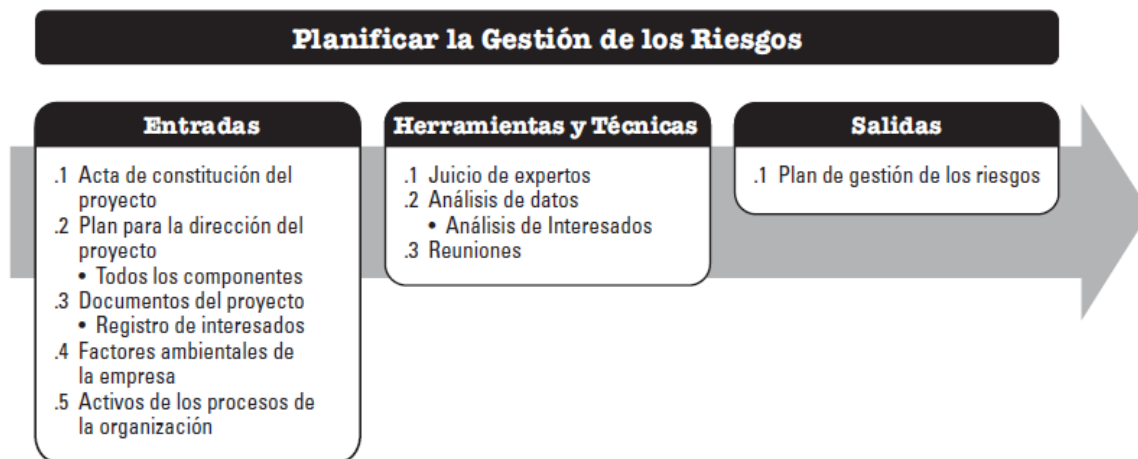 Planificar la Gestión de los Riesgos
Entradas
.1 Acta de constitución del
proyecto
.2 Plan para la dirección del
proyecto
• Todos los componentes
.3 Documentos del proyecto
• Registro de interesados
.4 Factores ambientales de
la empresa
.5 Activos de los procesos de
la organización
Herramientas y Técnicas
.1 Juicio de expertos
.2 Análisis de datos
• Análisis de Interesados
.3 Reuniones
Salidas
.1 Plan de gestión de los riesgos